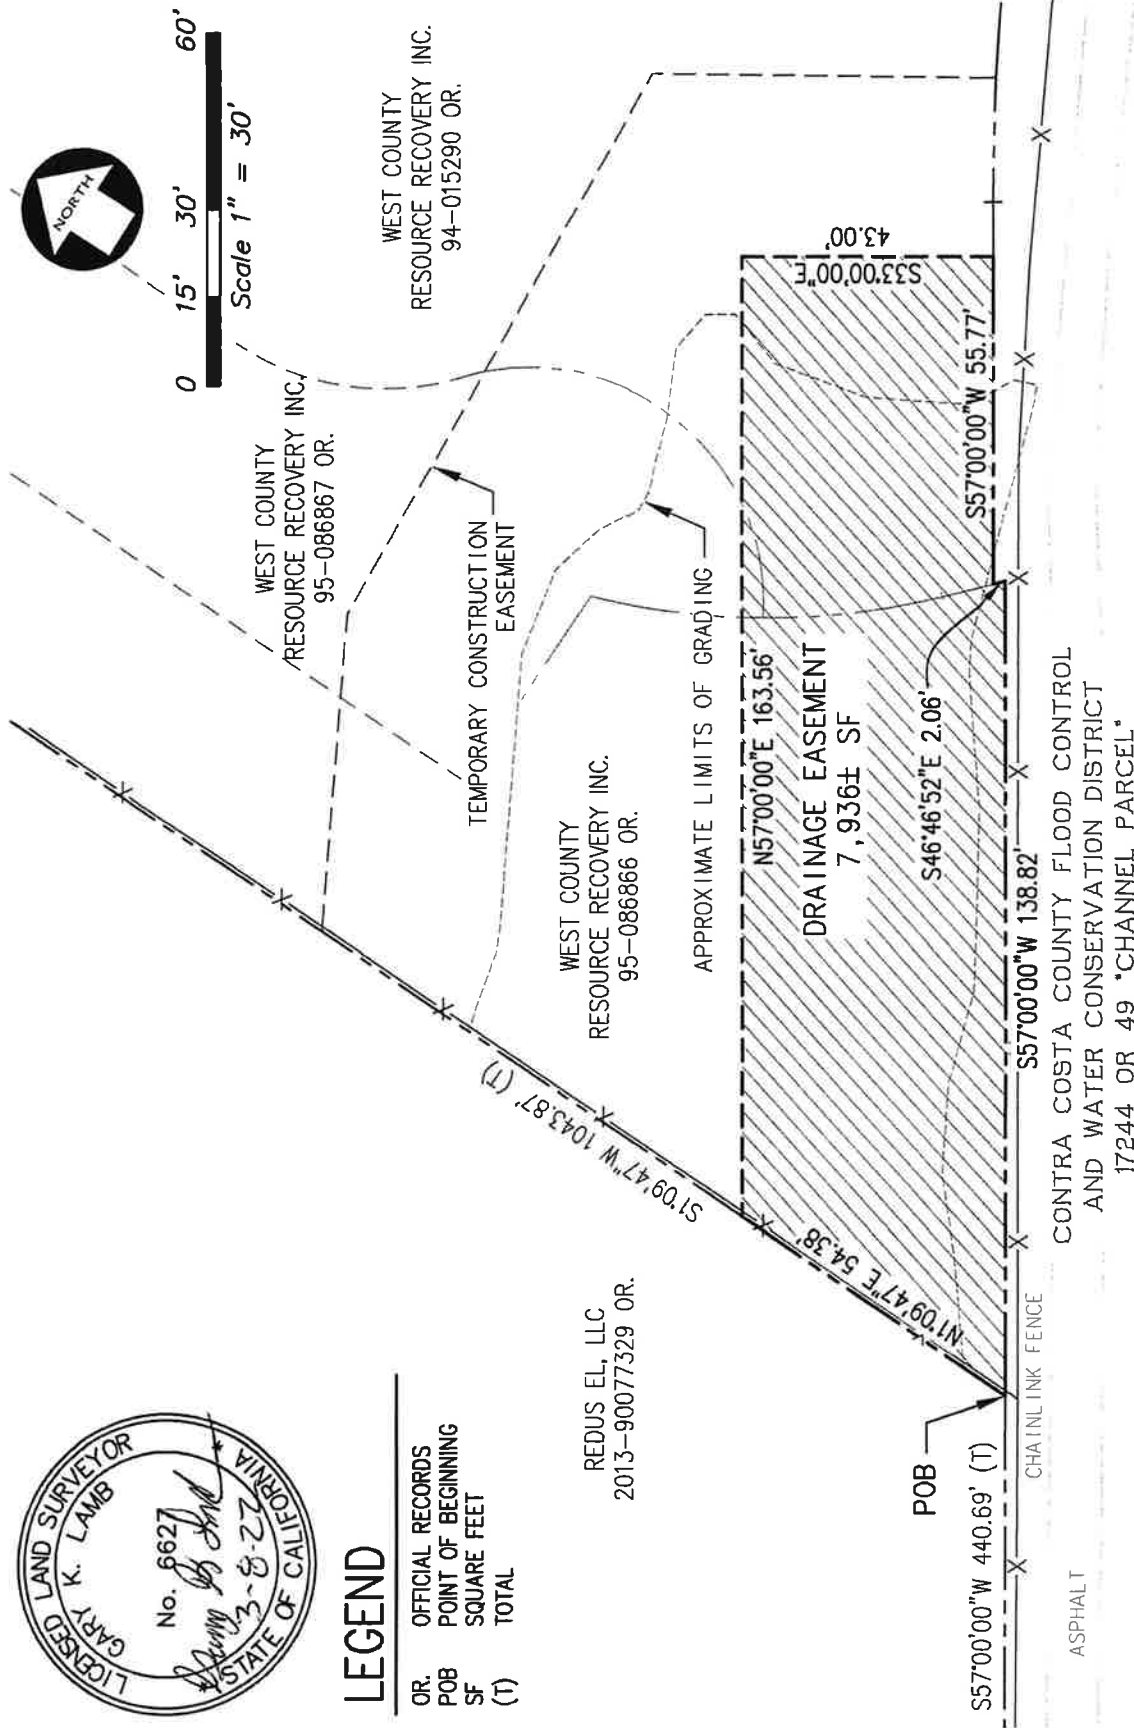 LICENSED LAND SURVEYOR
GARY K. LAMB
No. 6627
3-8-22
STATE OF CALIFORNIA
LEGEND
OR. OFFICIAL RECORDS
POB POINT OF BEGINNING
SF SQUARE FEET
(T) TOTAL
NORTH
0 15' 30' 60'
Scale 1" = 30'
WEST COUNTY
RESOURCE RECOVERY INC.
95-086867 OR.
WEST COUNTY
RESOURCE RECOVERY INC.
94-015290 OR.
TEMPORARY CONSTRUCTION
EASEMENT
S1°09'47"W 1043.87' (T)
WEST COUNTY
RESOURCE RECOVERY INC.
95-086866 OR.
APPROXIMATE LIMITS OF GRADING
REDUS EL, LLC
2013-90077329 OR.
N1°09'47"E 54.38'
N57°00'00"E 163.56'
DRAINAGE EASEMENT
7,936± SF
S33°00'00"E
43.00'
S46°46'52"E 2.06'
S57°00'00"W 55.77'
POB
S57°00'00"W 440.69' (T)
S57°00'00"W 138.82'
CHAINLINK FENCE
ASPHALT
CONTRA COSTA COUNTY FLOOD CONTROL
AND WATER CONSERVATION DISTRICT
17244 OR 49 "CHANNEL PARCEL"